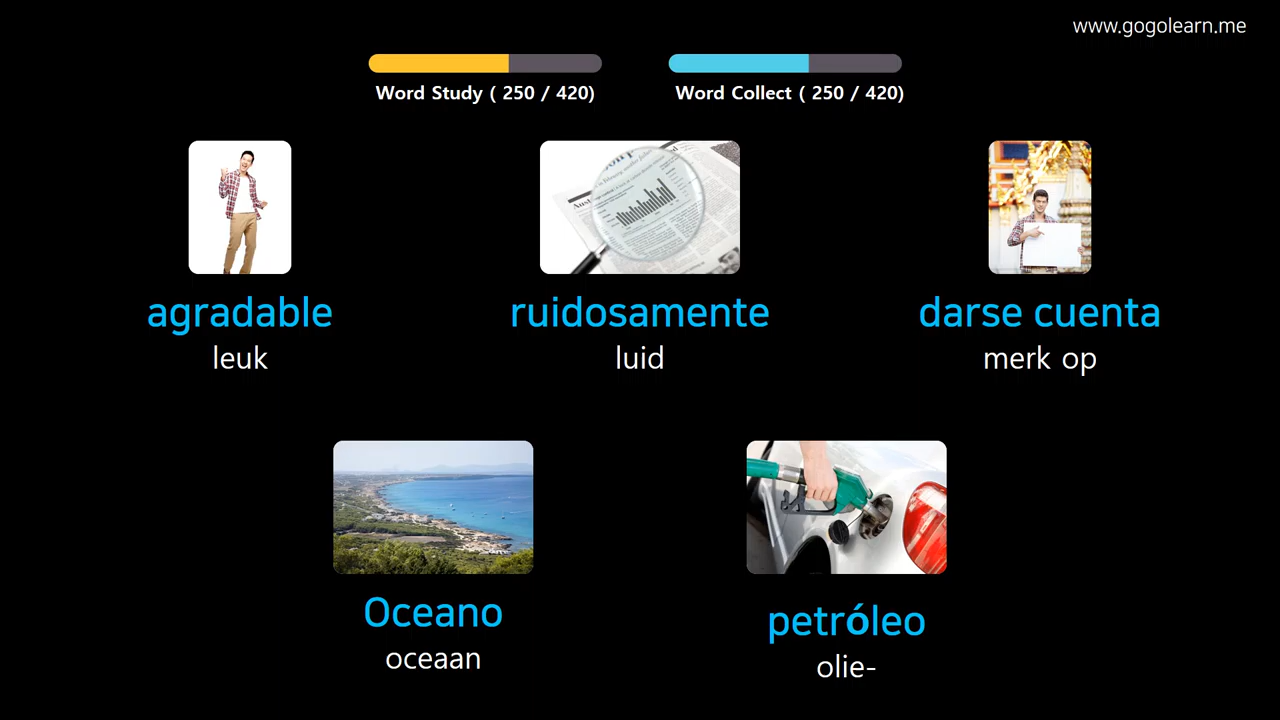 www.gogolearn.me
Word Study ( 250 / 420)
Word Collect ( 250 / 420)
agradable
leuk
ruidosamente
luid
darse cuenta
merk op
Oceano
oceaan
petróleo
olie-